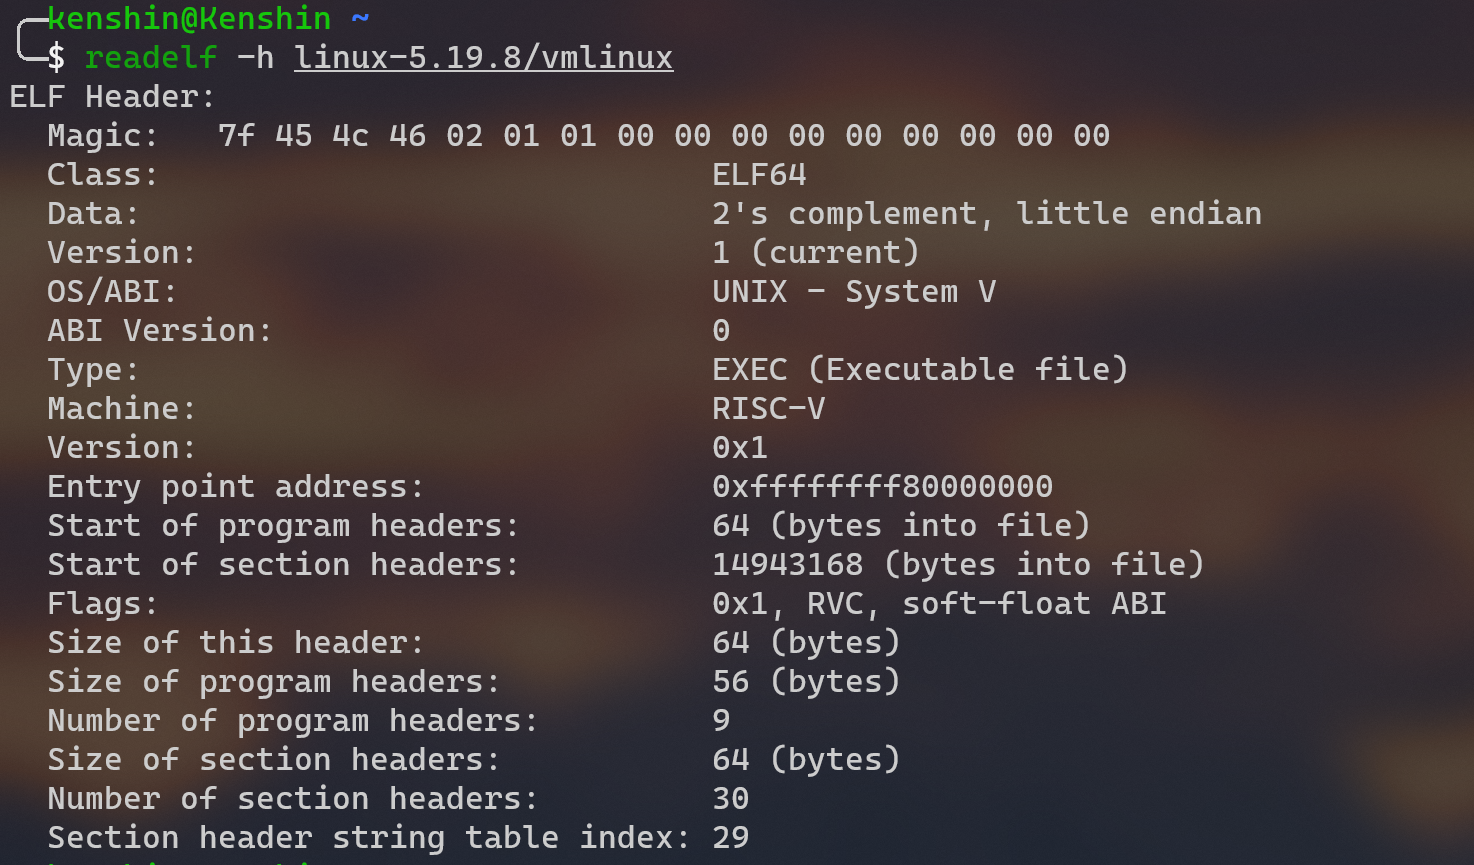 kenshin@Kenshin ~
$ readelf -h linux-5.19.8/vmlinux
ELF Header:
  Magic:   7f 45 4c 46 02 01 01 00 00 00 00 00 00 00 00 00
  Class:                             ELF64
  Data:                              2's complement, little endian
  Version:                           1 (current)
  OS/ABI:                            UNIX - System V
  ABI Version:                       0
  Type:                              EXEC (Executable file)
  Machine:                           RISC-V
  Version:                           0x1
  Entry point address:               0xffffffff80000000
  Start of program headers:          64 (bytes into file)
  Start of section headers:          14943168 (bytes into file)
  Flags:                             0x1, RVC, soft-float ABI
  Size of this header:               64 (bytes)
  Size of program headers:           56 (bytes)
  Number of program headers:         9
  Size of section headers:           64 (bytes)
  Number of section headers:         30
  Section header string table index: 29